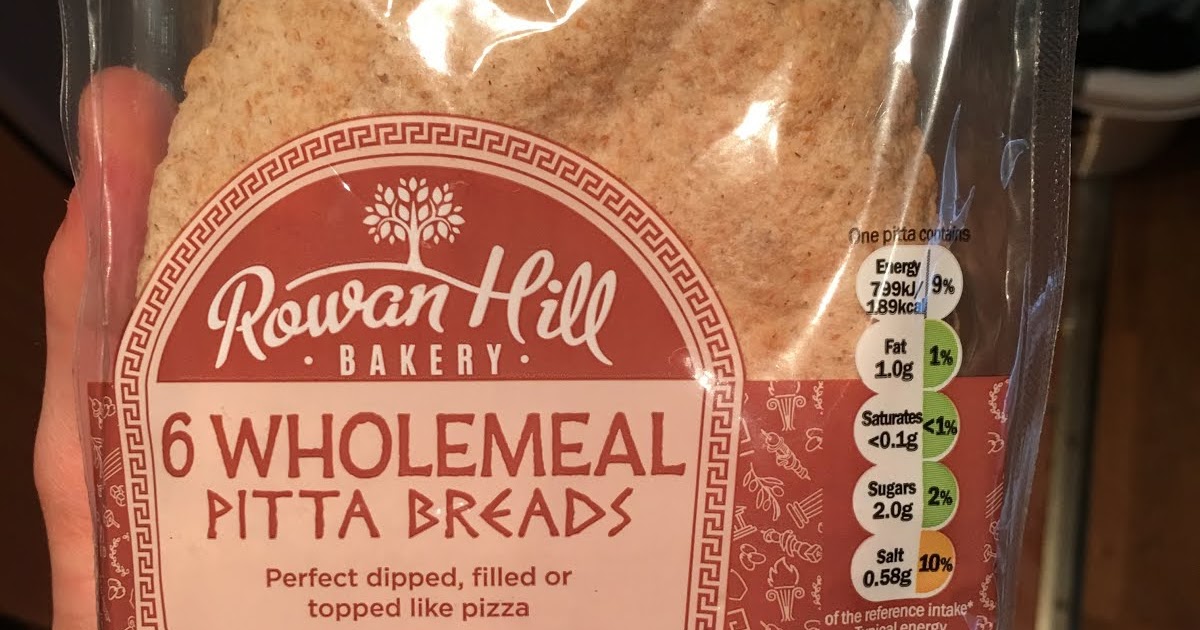 Rowan Hill
· BAKERY ·
6 WHOLEMEAL
PITTA BREADS
Perfect dipped, filled or
topped like pizza
One pitta contains
Energy
799kJ/
189kcal
9%
Fat
1.0g
1%
Saturates
<0.1g
<1%
Sugars
2.0g
2%
Salt
0.58g
10%
of the reference intake*
Typical energy